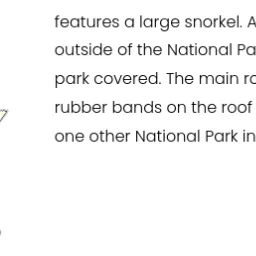 features a large snorkel. A
outside of the National Pa
park covered. The main ro
rubber bands on the roof
one other National Park in